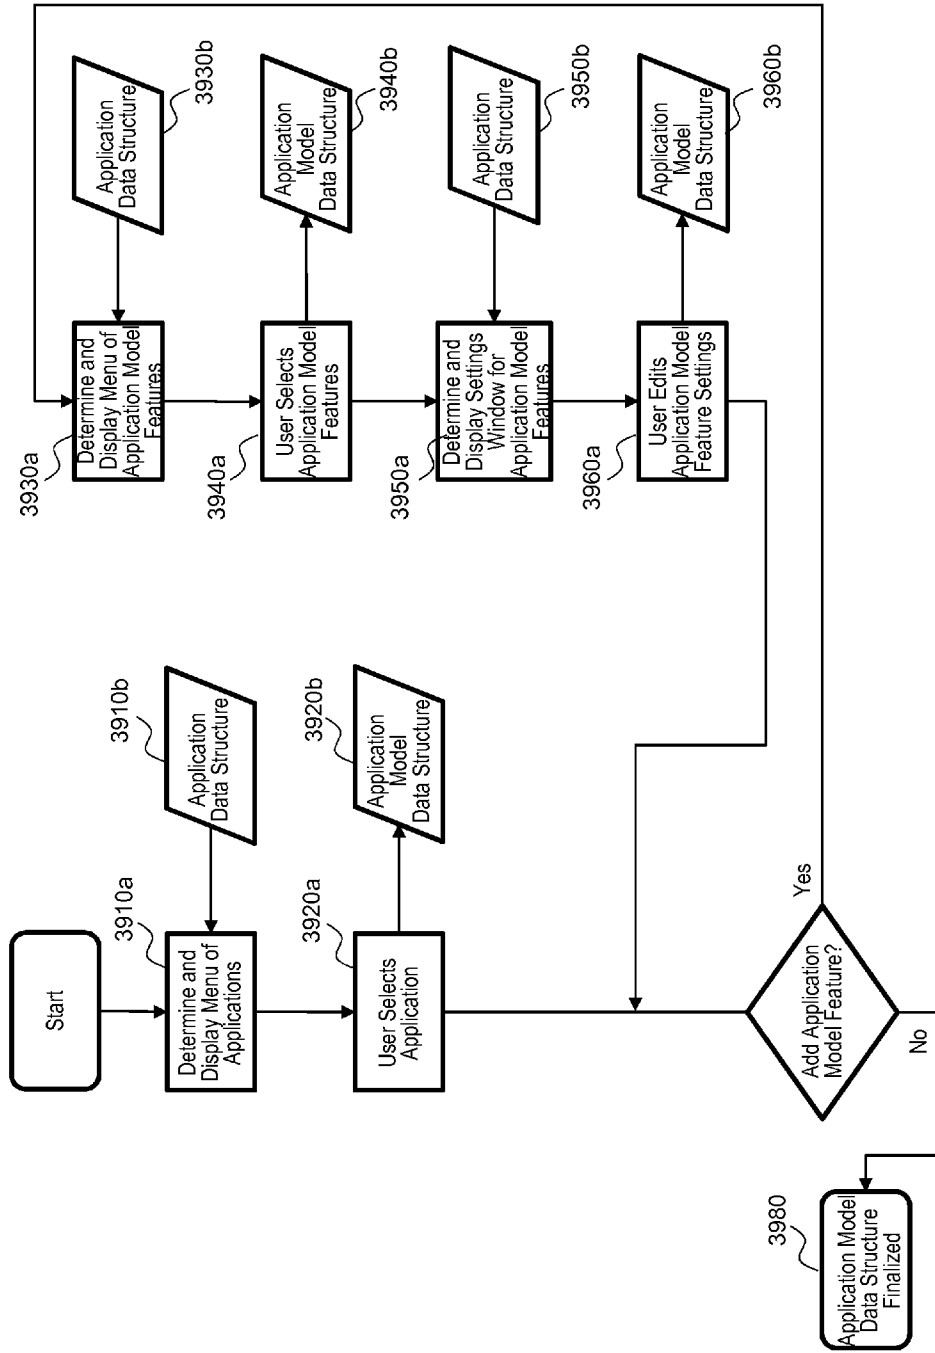 Start
3910a
Determine and
Display Menu of
Applications
3910b
Application
Data Structure
3920a
User Selects
Application
3920b
Application
Model
Data Structure
Add Application
Model Feature?
Yes
No
3930a
Determine and
Display Menu of
Application Model
Features
3930b
Application
Data Structure
3940a
User Selects
Application Model
Features
3940b
Application
Model
Data Structure
3950a
Determine and
Display Settings
Window for
Application Model
Features
3950b
Application
Data Structure
3960a
User Edits
Application Model
Feature Settings
3960b
Application
Model
Data Structure
3980
Application Model
Data Structure
Finalized